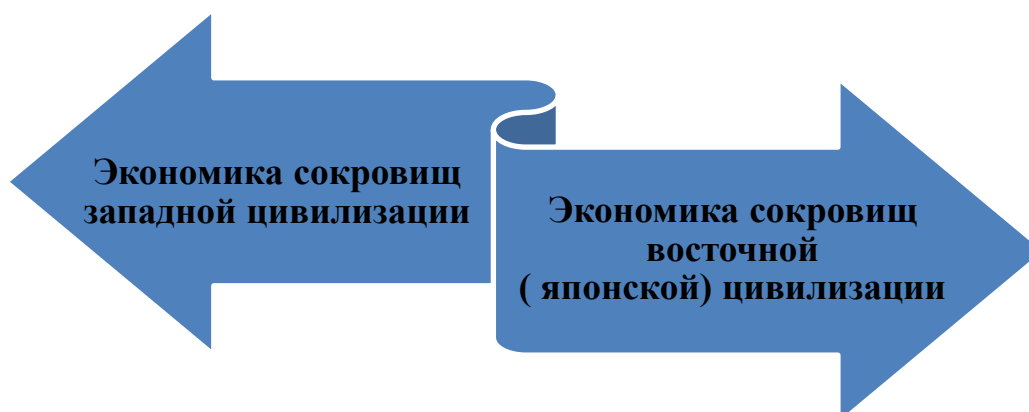 Экономика сокровищ
западной цивилизации
Экономика сокровищ
восточной
( японской) цивилизации